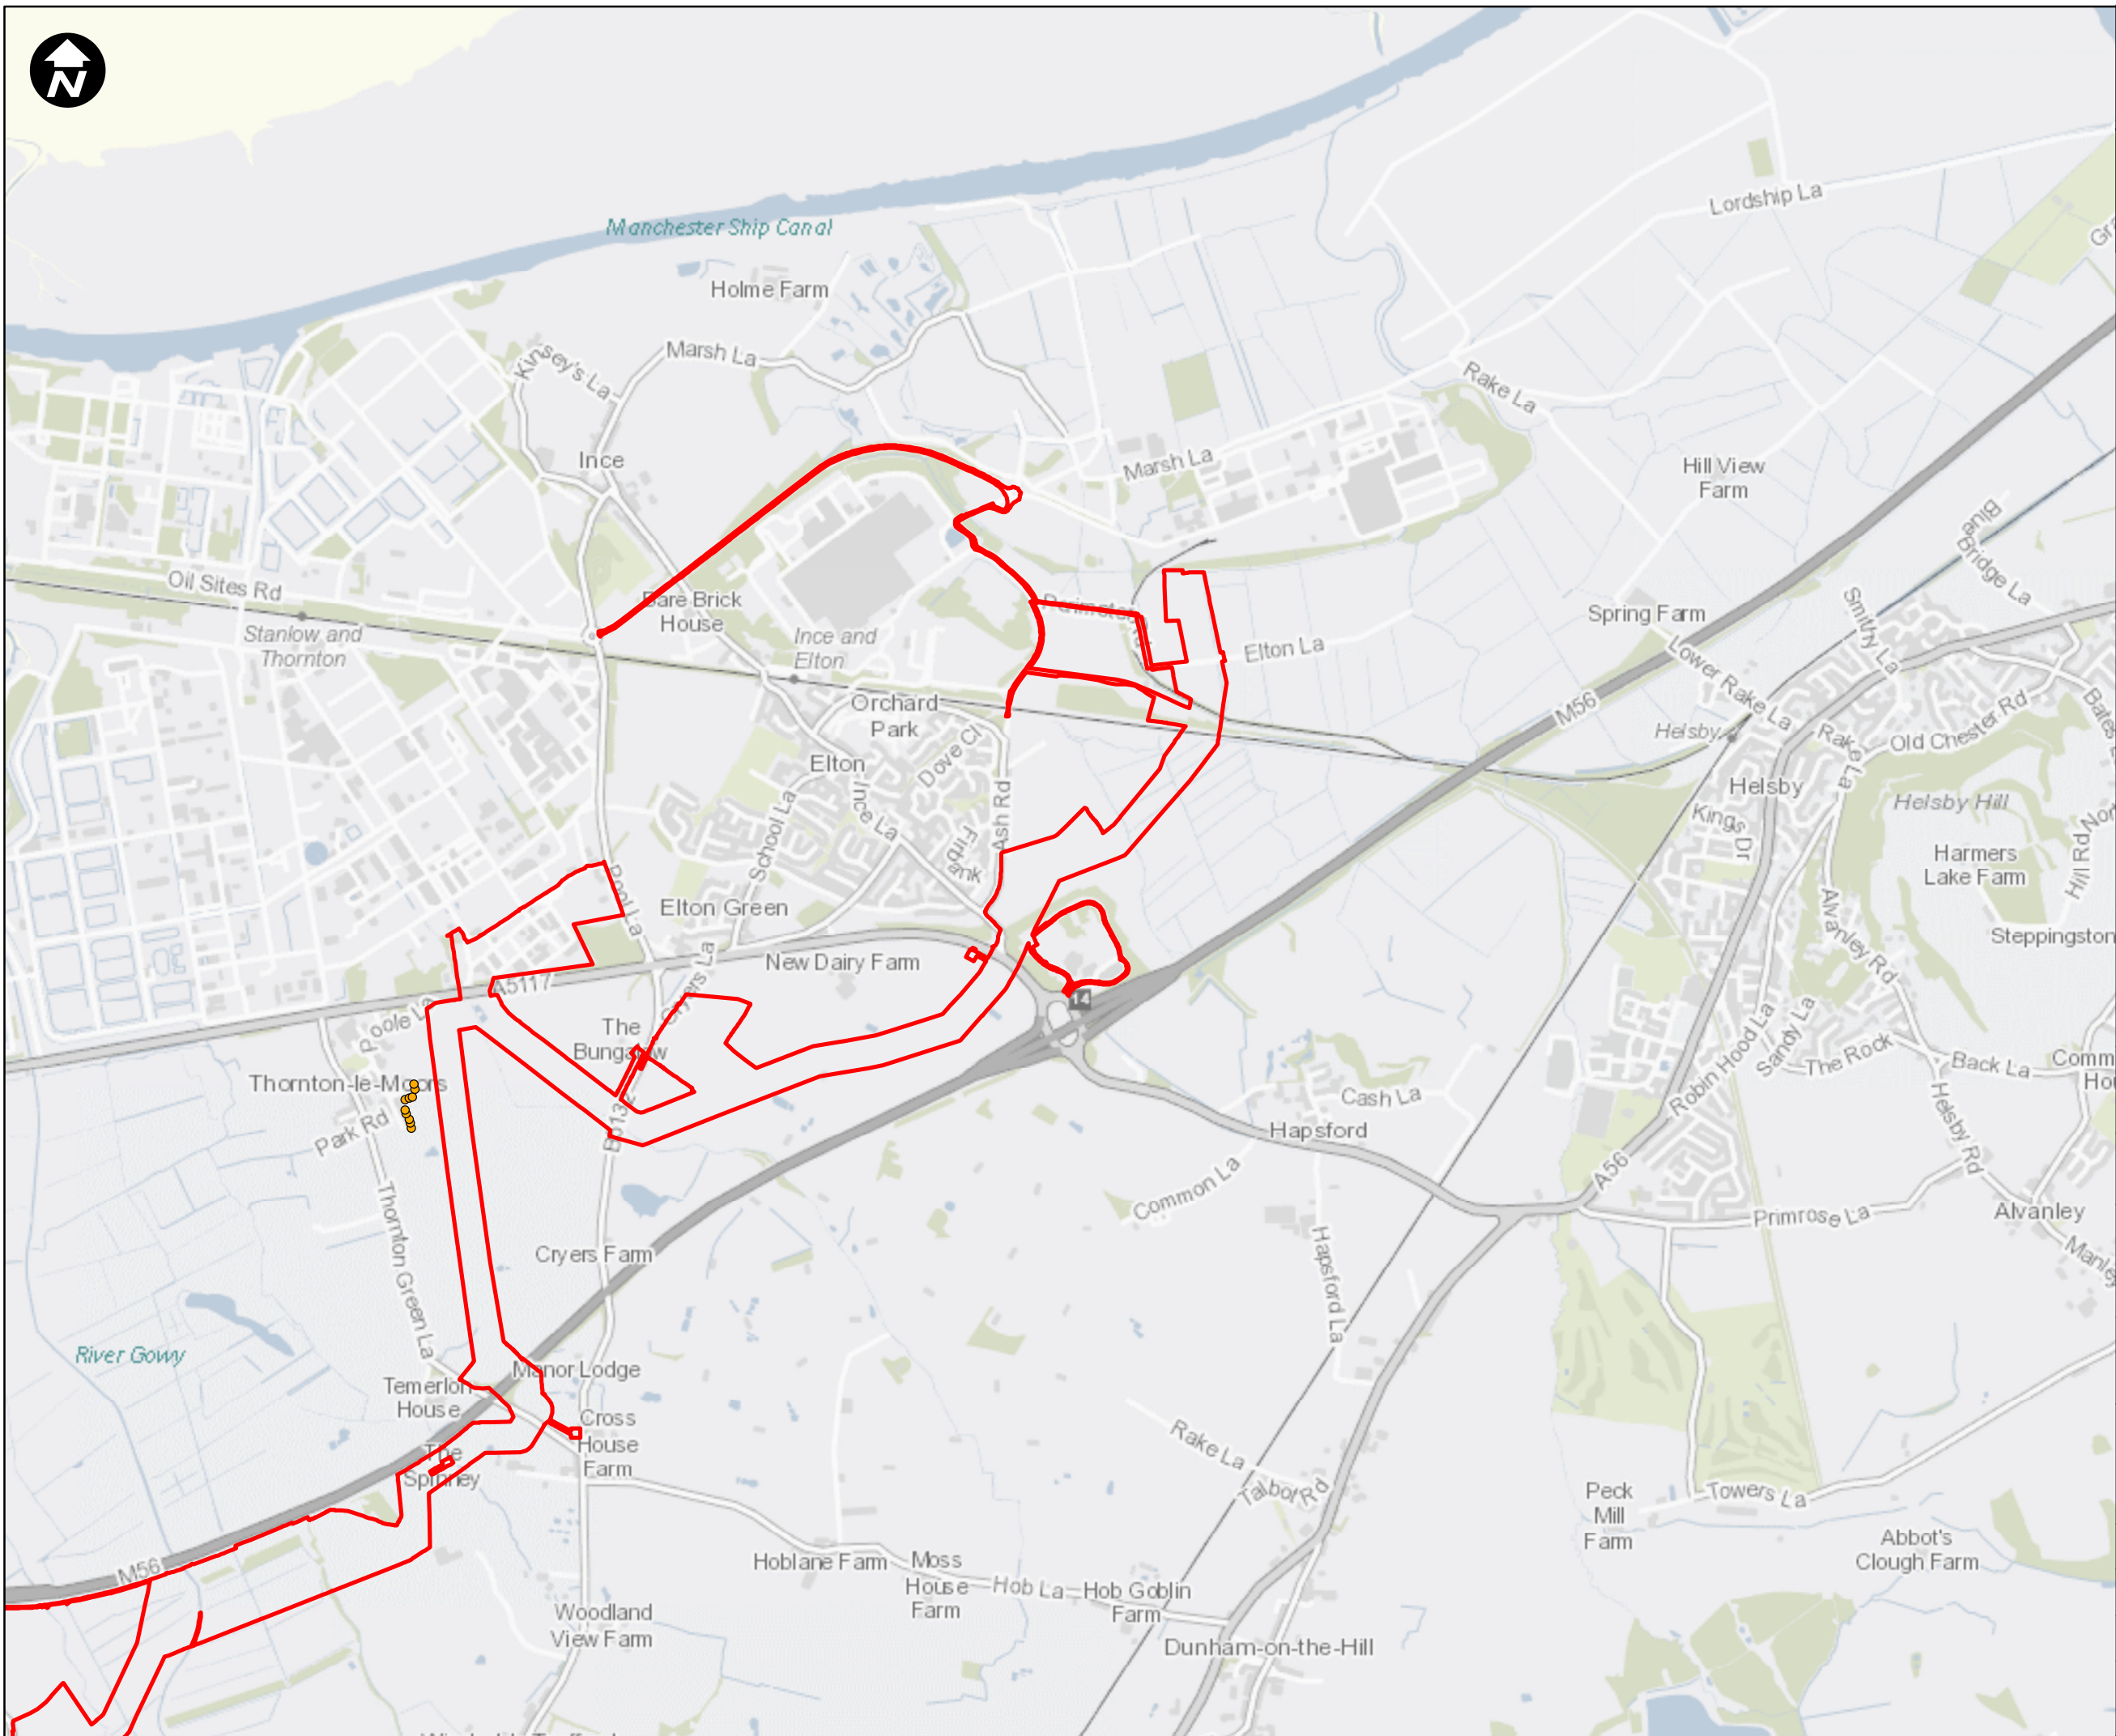 N
Manchester Ship Canal
Lordship La
Holme Farm
Kinsey's La
Marsh La
Rake La
Ince
Marsh La
Hill View
Farm
Blue
Bridge La
Oil Sites Rd
Bare Brick
House
Stanlow and
Thornton
Ince and
Elton
Elton La
Spring Farm
Smithy La
Lower Rake La
M56
Orchard
Park
Helsby
Rake La
Old Chester Rd
Elton
Dove Cl
Ince La
Ash Rd
School La
Firbank
Helsby
Kings
Dr
Helsby Hill
Harmers
Lake Farm
Hill Rd
Pool La
Elton Green
Alvanley Rd
Steppingston
New Dairy Farm
A5117
Cryers La
14
Poole La
The
Bungalow
Thornton-le-Moors
Park Rd
Cash La
Hapsford
Robin Hood La
Sandy La
The Rock
Back La
Helsby Rd
Common La
A56
Primrose La
Alvanley
Thornton Green La
Cryers Farm
Hapsford La
River Gowy
Manor Lodge
Temerlon
House
Cross
House
Farm
The
Spinney
Rake La
Talbot Rd
Peck
Mill
Farm
Towers La
Abbot's
Clough Farm
M56
Hoblane Farm
Moss
House
Farm
Hob La
Hob Goblin
Farm
Woodland
View Farm
Dunham-on-the-Hill